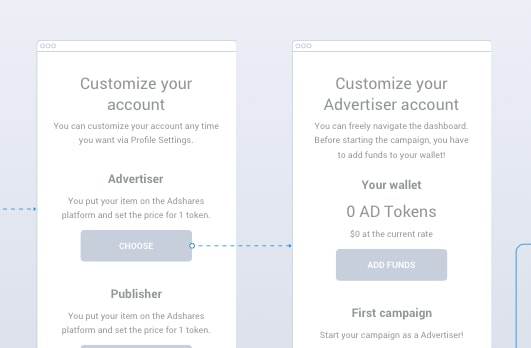 Customize your
account
You can customize your account any time
you want via Profile Settings.
Advertiser
You put your item on the Adshares
platform and set the price for 1 token.
CHOOSE
Publisher
You put your item on the Adshares
platform and set the price for 1 token.
Customize your
Advertiser account
You can freely navigate the dashboard.
Before starting the campaign, you have
to add funds to your wallet!
Your wallet
0 AD Tokens
$0 at the current rate
ADD FUNDS
First campaign
Start your campaign as a Advertiser!